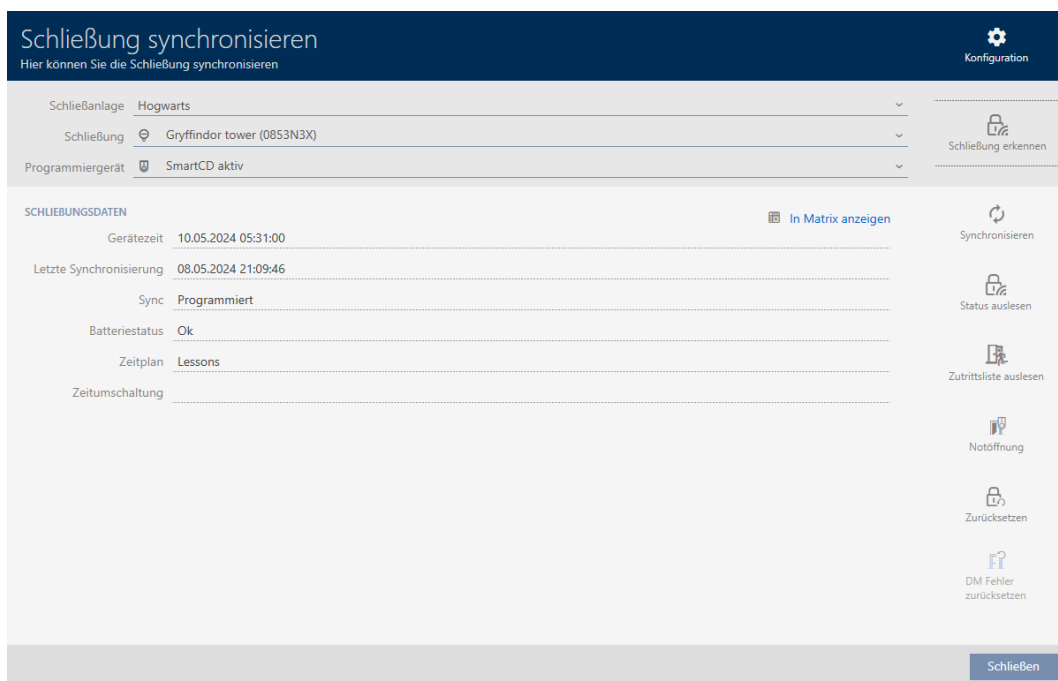 Schließung synchronisieren
Hier können Sie die Schließung synchronisieren
Konfiguration
Schließanlage Hogwarts
Schließung Gryffindor tower (0853N3X)
Programmiergerät SmartCD aktiv
Schließung erkennen
SCHLIEßUNGSDATEN
In Matrix anzeigen
Gerätezeit 10.05.2024 05:31:00
Letzte Synchronisierung 08.05.2024 21:09:46
Sync Programmiert
Batteriestatus Ok
Zeitplan Lessons
Zeitumschaltung
Synchronisieren
Status auslesen
Zutrittsliste auslesen
Notöffnung
Zurücksetzen
DM Fehler
zurücksetzen
Schließen